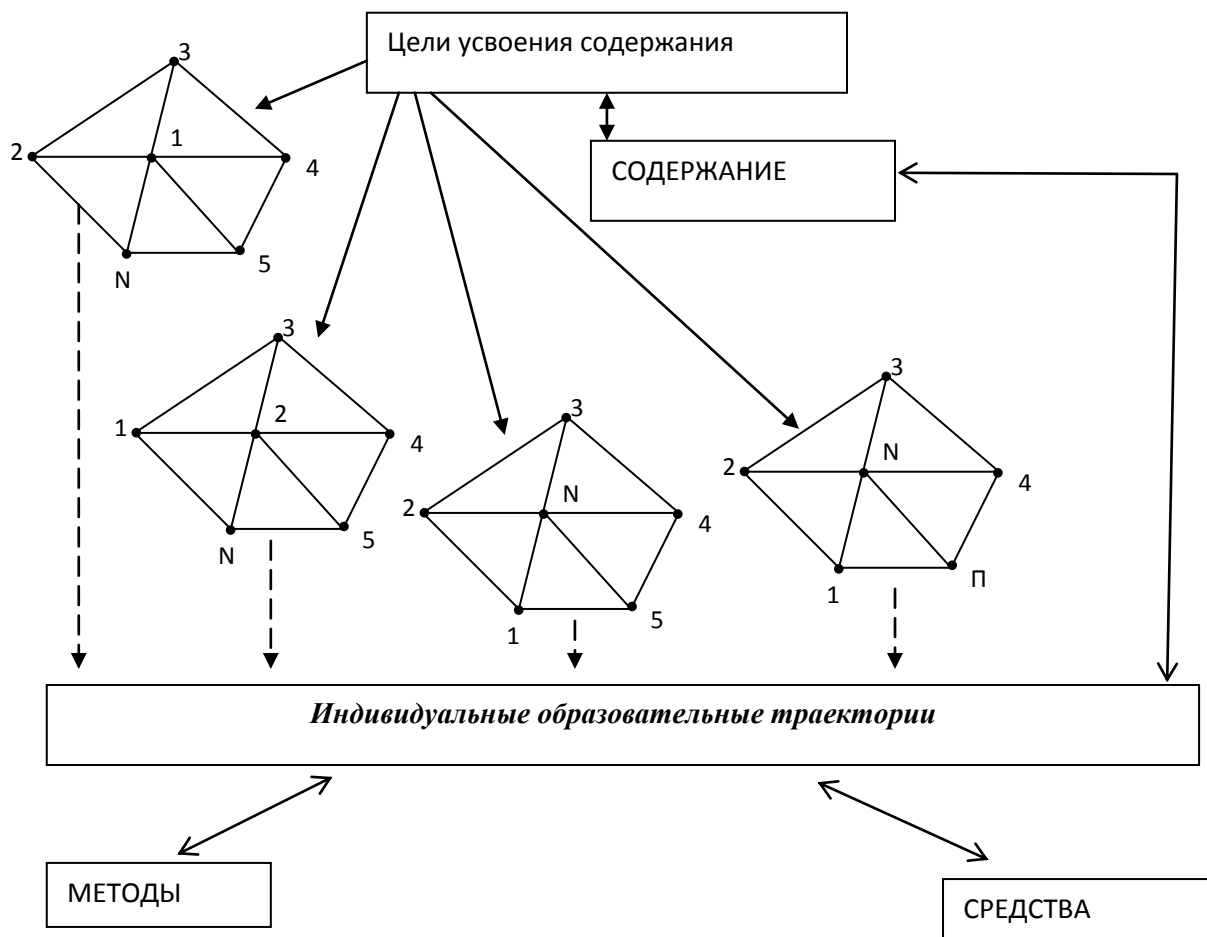 Цели усвоения содержания
3
2
1
4
N
5
СОДЕРЖАНИЕ
3
1
2
4
N
5
3
2
N
4
1
5
3
2
N
4
1
П
Индивидуальные образовательные траектории
МЕТОДЫ
СРЕДСТВА